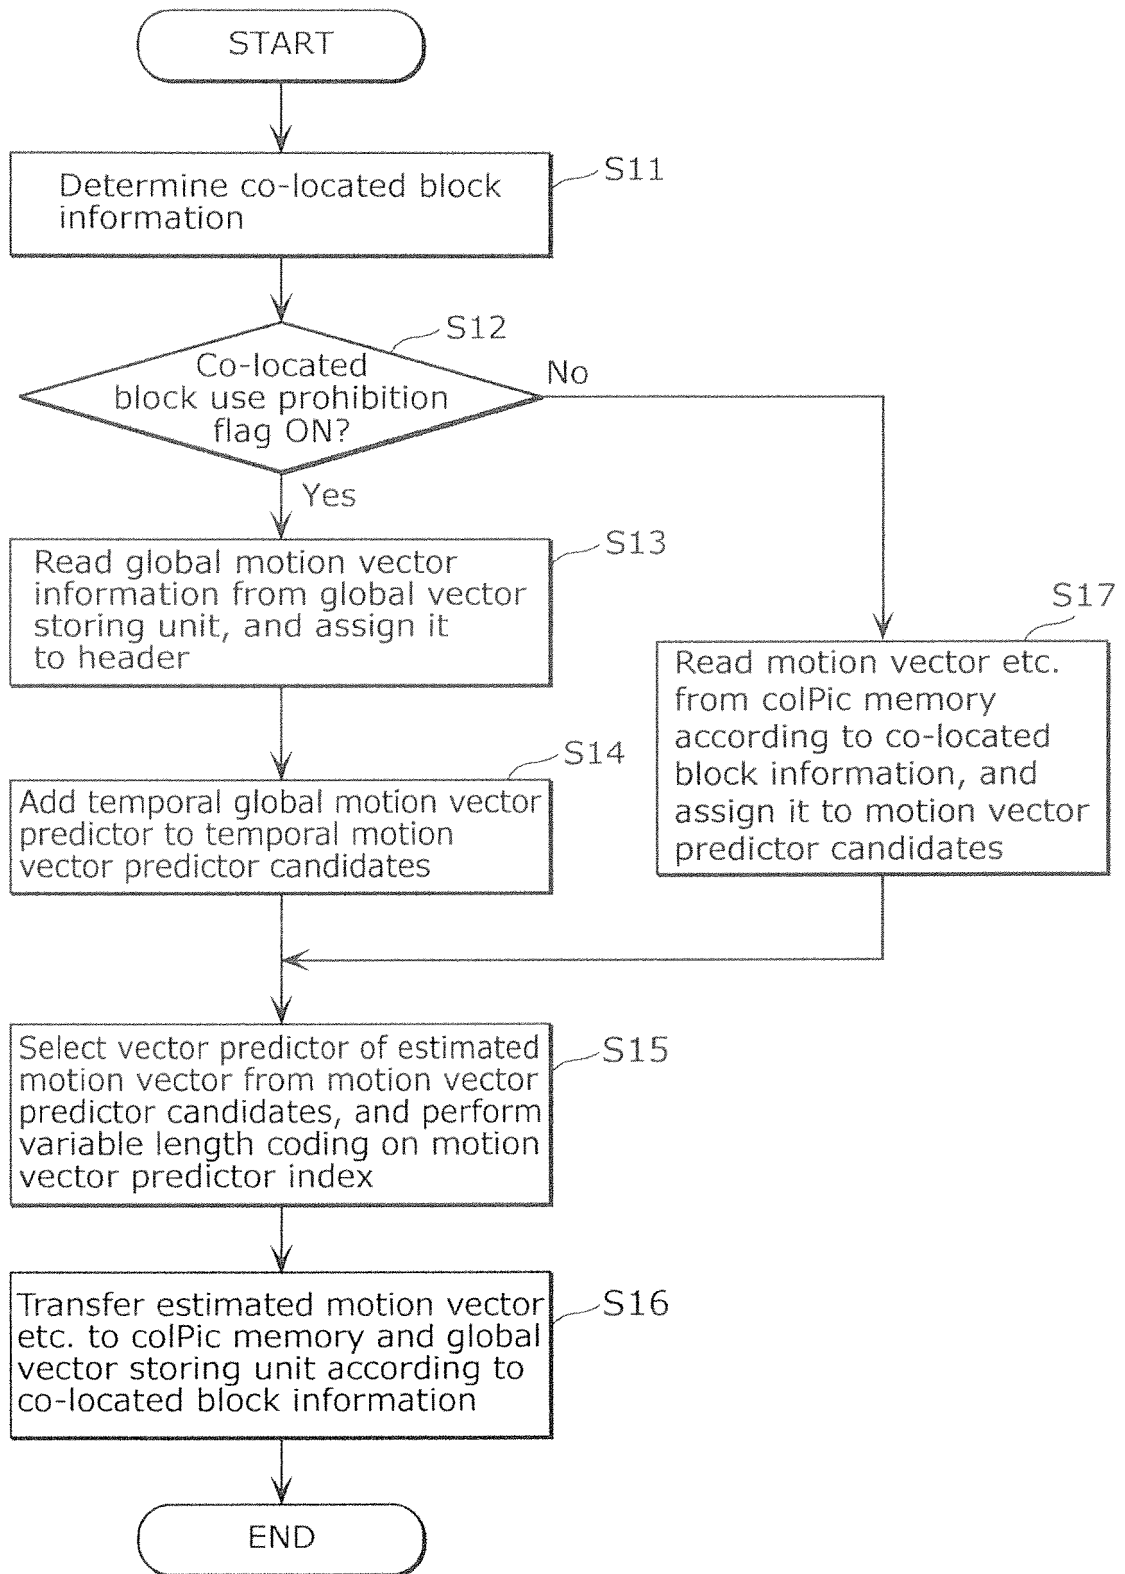 START
S11
Determine co-located block
information
S12
Co-located
block use prohibition
flag ON?
No
Yes
S13
Read global motion vector
information from global vector
storing unit, and assign it
to header
S17
Read motion vector etc.
from colPic memory
according to co-located
block information, and
assign it to motion vector
predictor candidates
S14
Add temporal global motion vector
predictor to temporal motion
vector predictor candidates
S15
Select vector predictor of estimated
motion vector from motion vector
predictor candidates, and perform
variable length coding on motion
vector predictor index
S16
Transfer estimated motion vector
etc. to colPic memory and global
vector storing unit according to
co-located block information
END